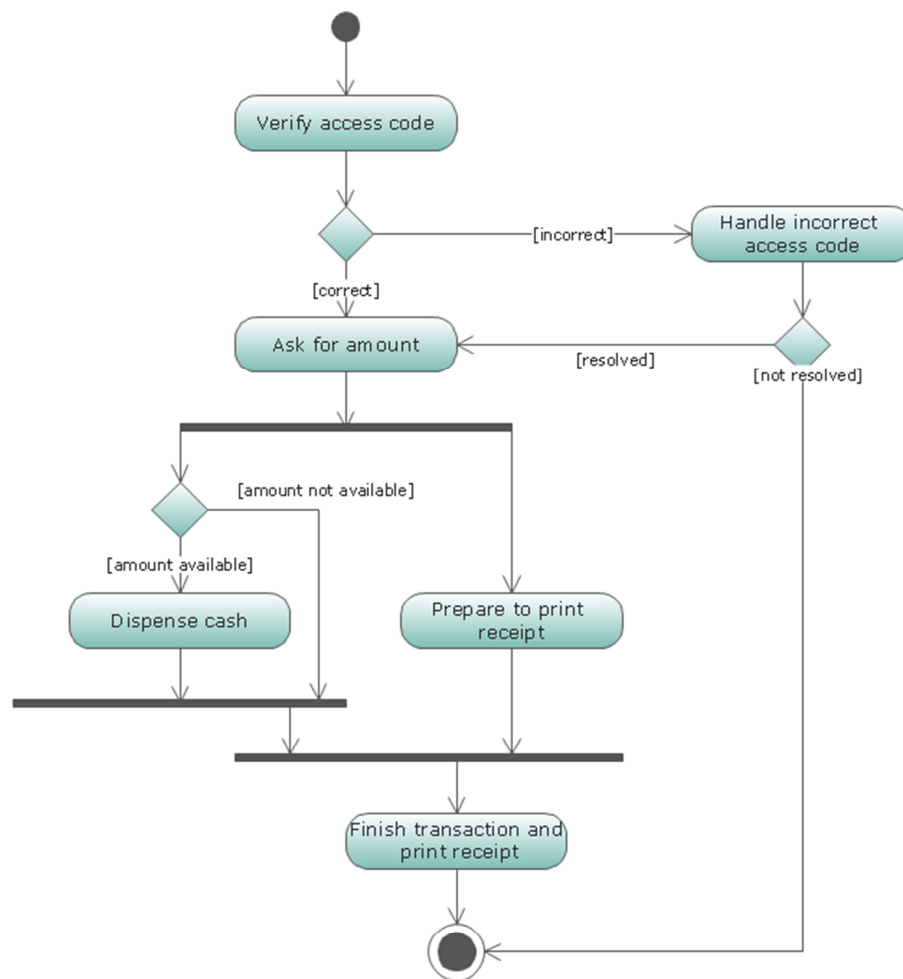 Verify access code
[incorrect]
Handle incorrect
access code
[correct]
Ask for amount
[resolved]
[not resolved]
[amount not available]
[amount available]
Dispense cash
Prepare to print
receipt
Finish transaction and
print receipt